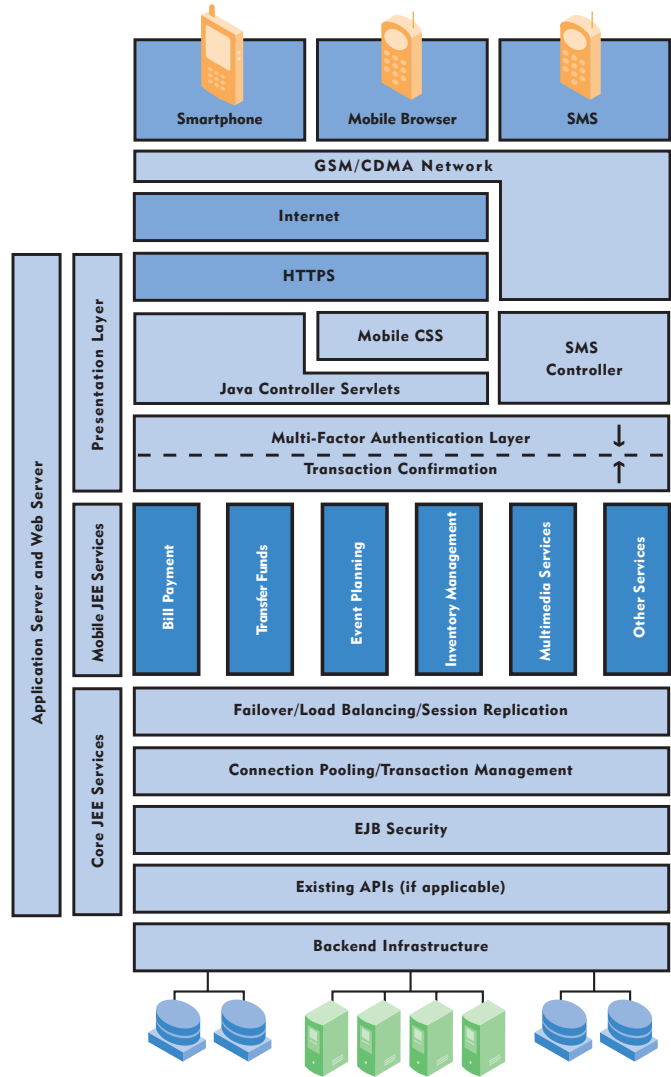 Smartphone
Mobile Browser
SMS
GSM/CDMA Network
Internet
HTTPS
Mobile CSS
Java Controller Servlets
SMS
Controller
Multi-Factor Authentication Layer
Transaction Confirmation
Application Server and Web Server
Presentation Layer
Mobile JEE Services
Core JEE Services
Bill Payment
Transfer Funds
Event Planning
Inventory Management
Multimedia Services
Other Services
Failover/Load Balancing/Session Replication
Connection Pooling/Transaction Management
EJB Security
Existing APIs (if applicable)
Backend Infrastructure